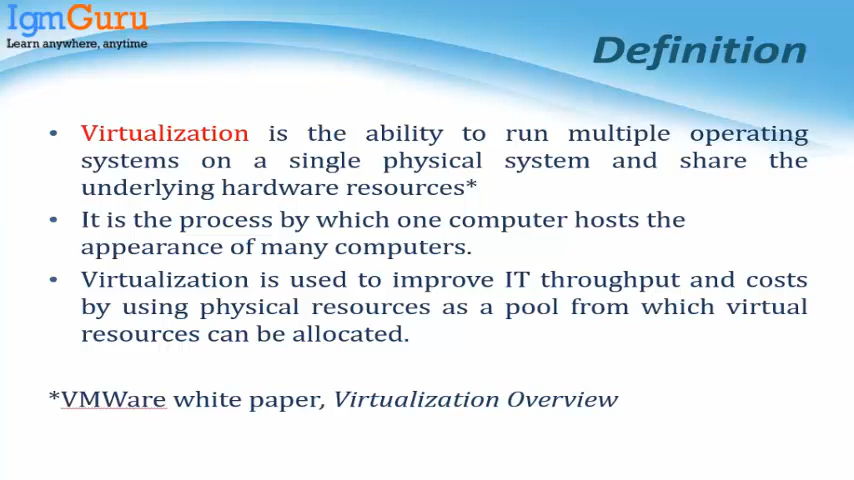 IgmGuru
Learn anywhere, anytime
Definition
• Virtualization is the ability to run multiple operating
systems on a single physical system and share the
underlying hardware resources*
• It is the process by which one computer hosts the
appearance of many computers.
• Virtualization is used to improve IT throughput and costs
by using physical resources as a pool from which virtual
resources can be allocated.
*VMWare white paper, Virtualization Overview